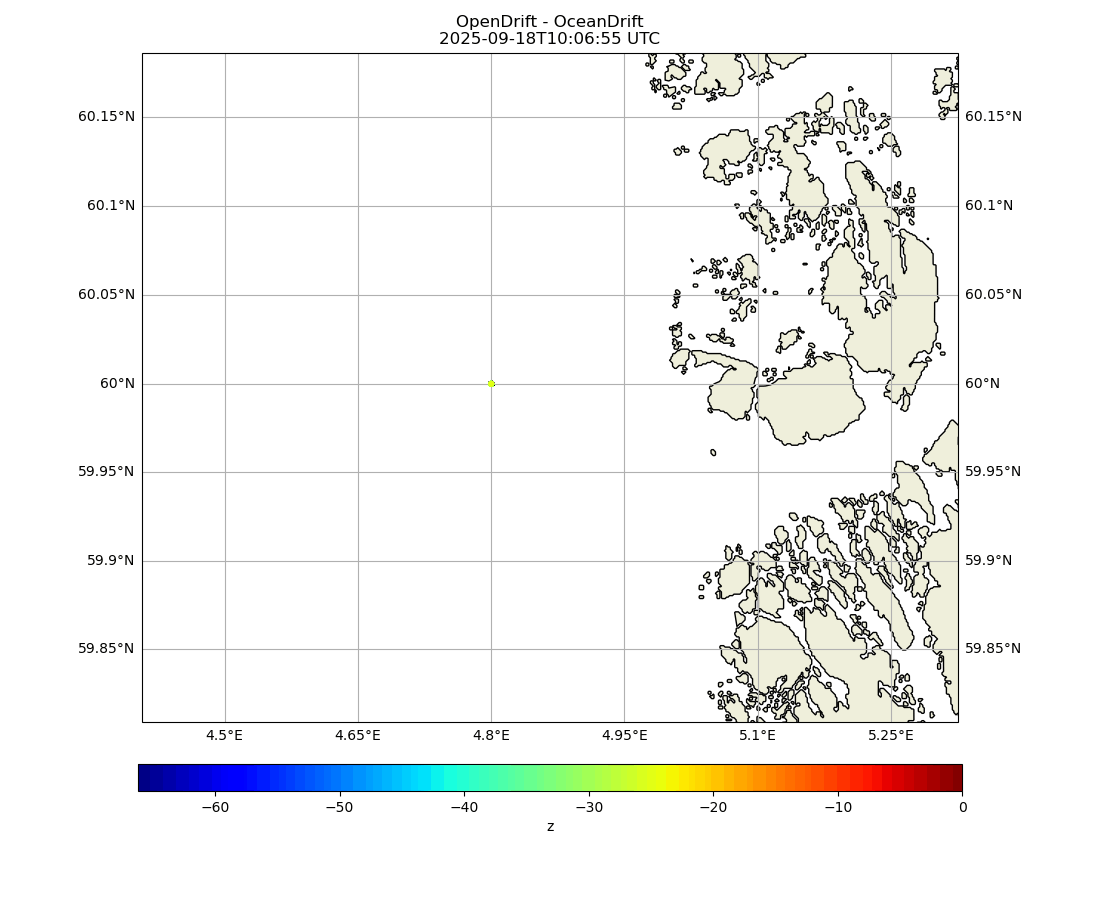 OpenDrift - OceanDrift
2025-09-18T10:06:55 UTC
60.15°N 60.15°N
60.1°N 60.1°N
60.05°N 60.05°N
60°N 60°N
59.95°N 59.95°N
59.9°N 59.9°N
59.85°N 59.85°N
4.5°E 4.65°E 4.8°E 4.95°E 5.1°E 5.25°E
−60 −50 −40 −30 −20 −10 0
z